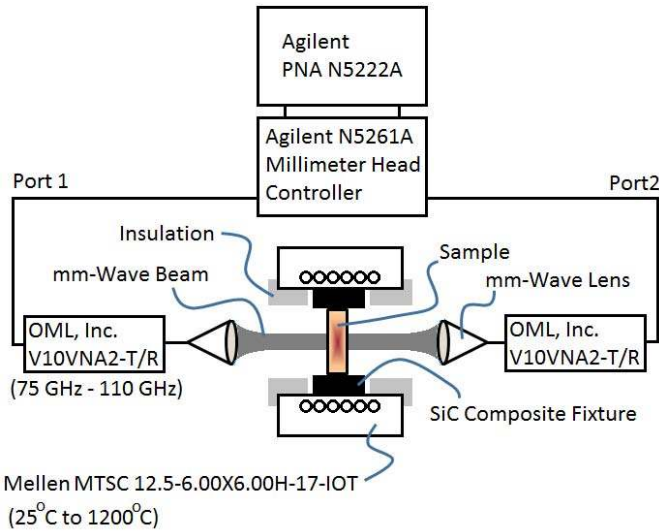 Agilent
PNA N5222A
Agilent N5261A
Millimeter Head
Controller
Port 1
Port2
Insulation
mm-Wave Beam
Sample
mm-Wave Lens
OML, Inc.
V10VNA2-T/R
(75 GHz - 110 GHz)
OML, Inc.
V10VNA2-T/R
SiC Composite Fixture
Mellen MTSC 12.5-6.00X6.00H-17-IOT
(25°C to 1200°C)